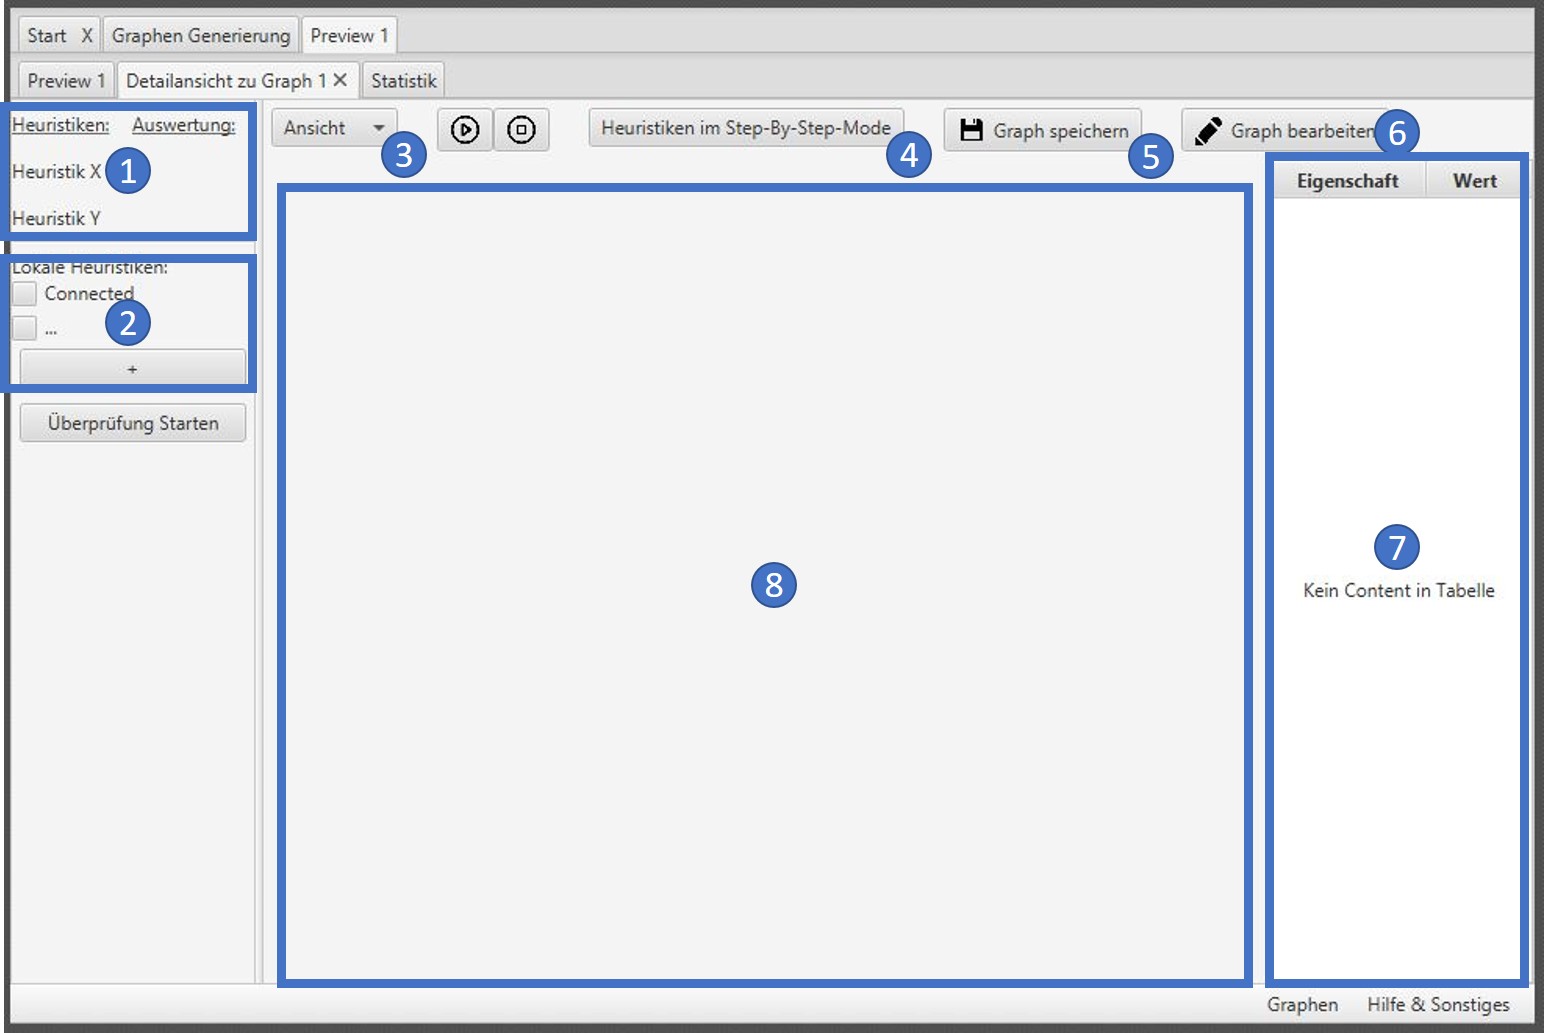 Start X Graphen Generierung Preview 1
Preview 1 Detailansicht zu Graph 1 ✕ Statistik
Heuristiken: Auswertung:
Heuristik X 1
Heuristik Y
Lokale Heuristiken:
Connected
2
...
+
Überprüfung Starten
Ansicht 3
Heuristiken im Step-By-Step-Mode 4
Graph speichern 5
Graph bearbeiten 6
Eigenschaft Wert
7
Kein Content in Tabelle
8
Graphen Hilfe & Sonstiges